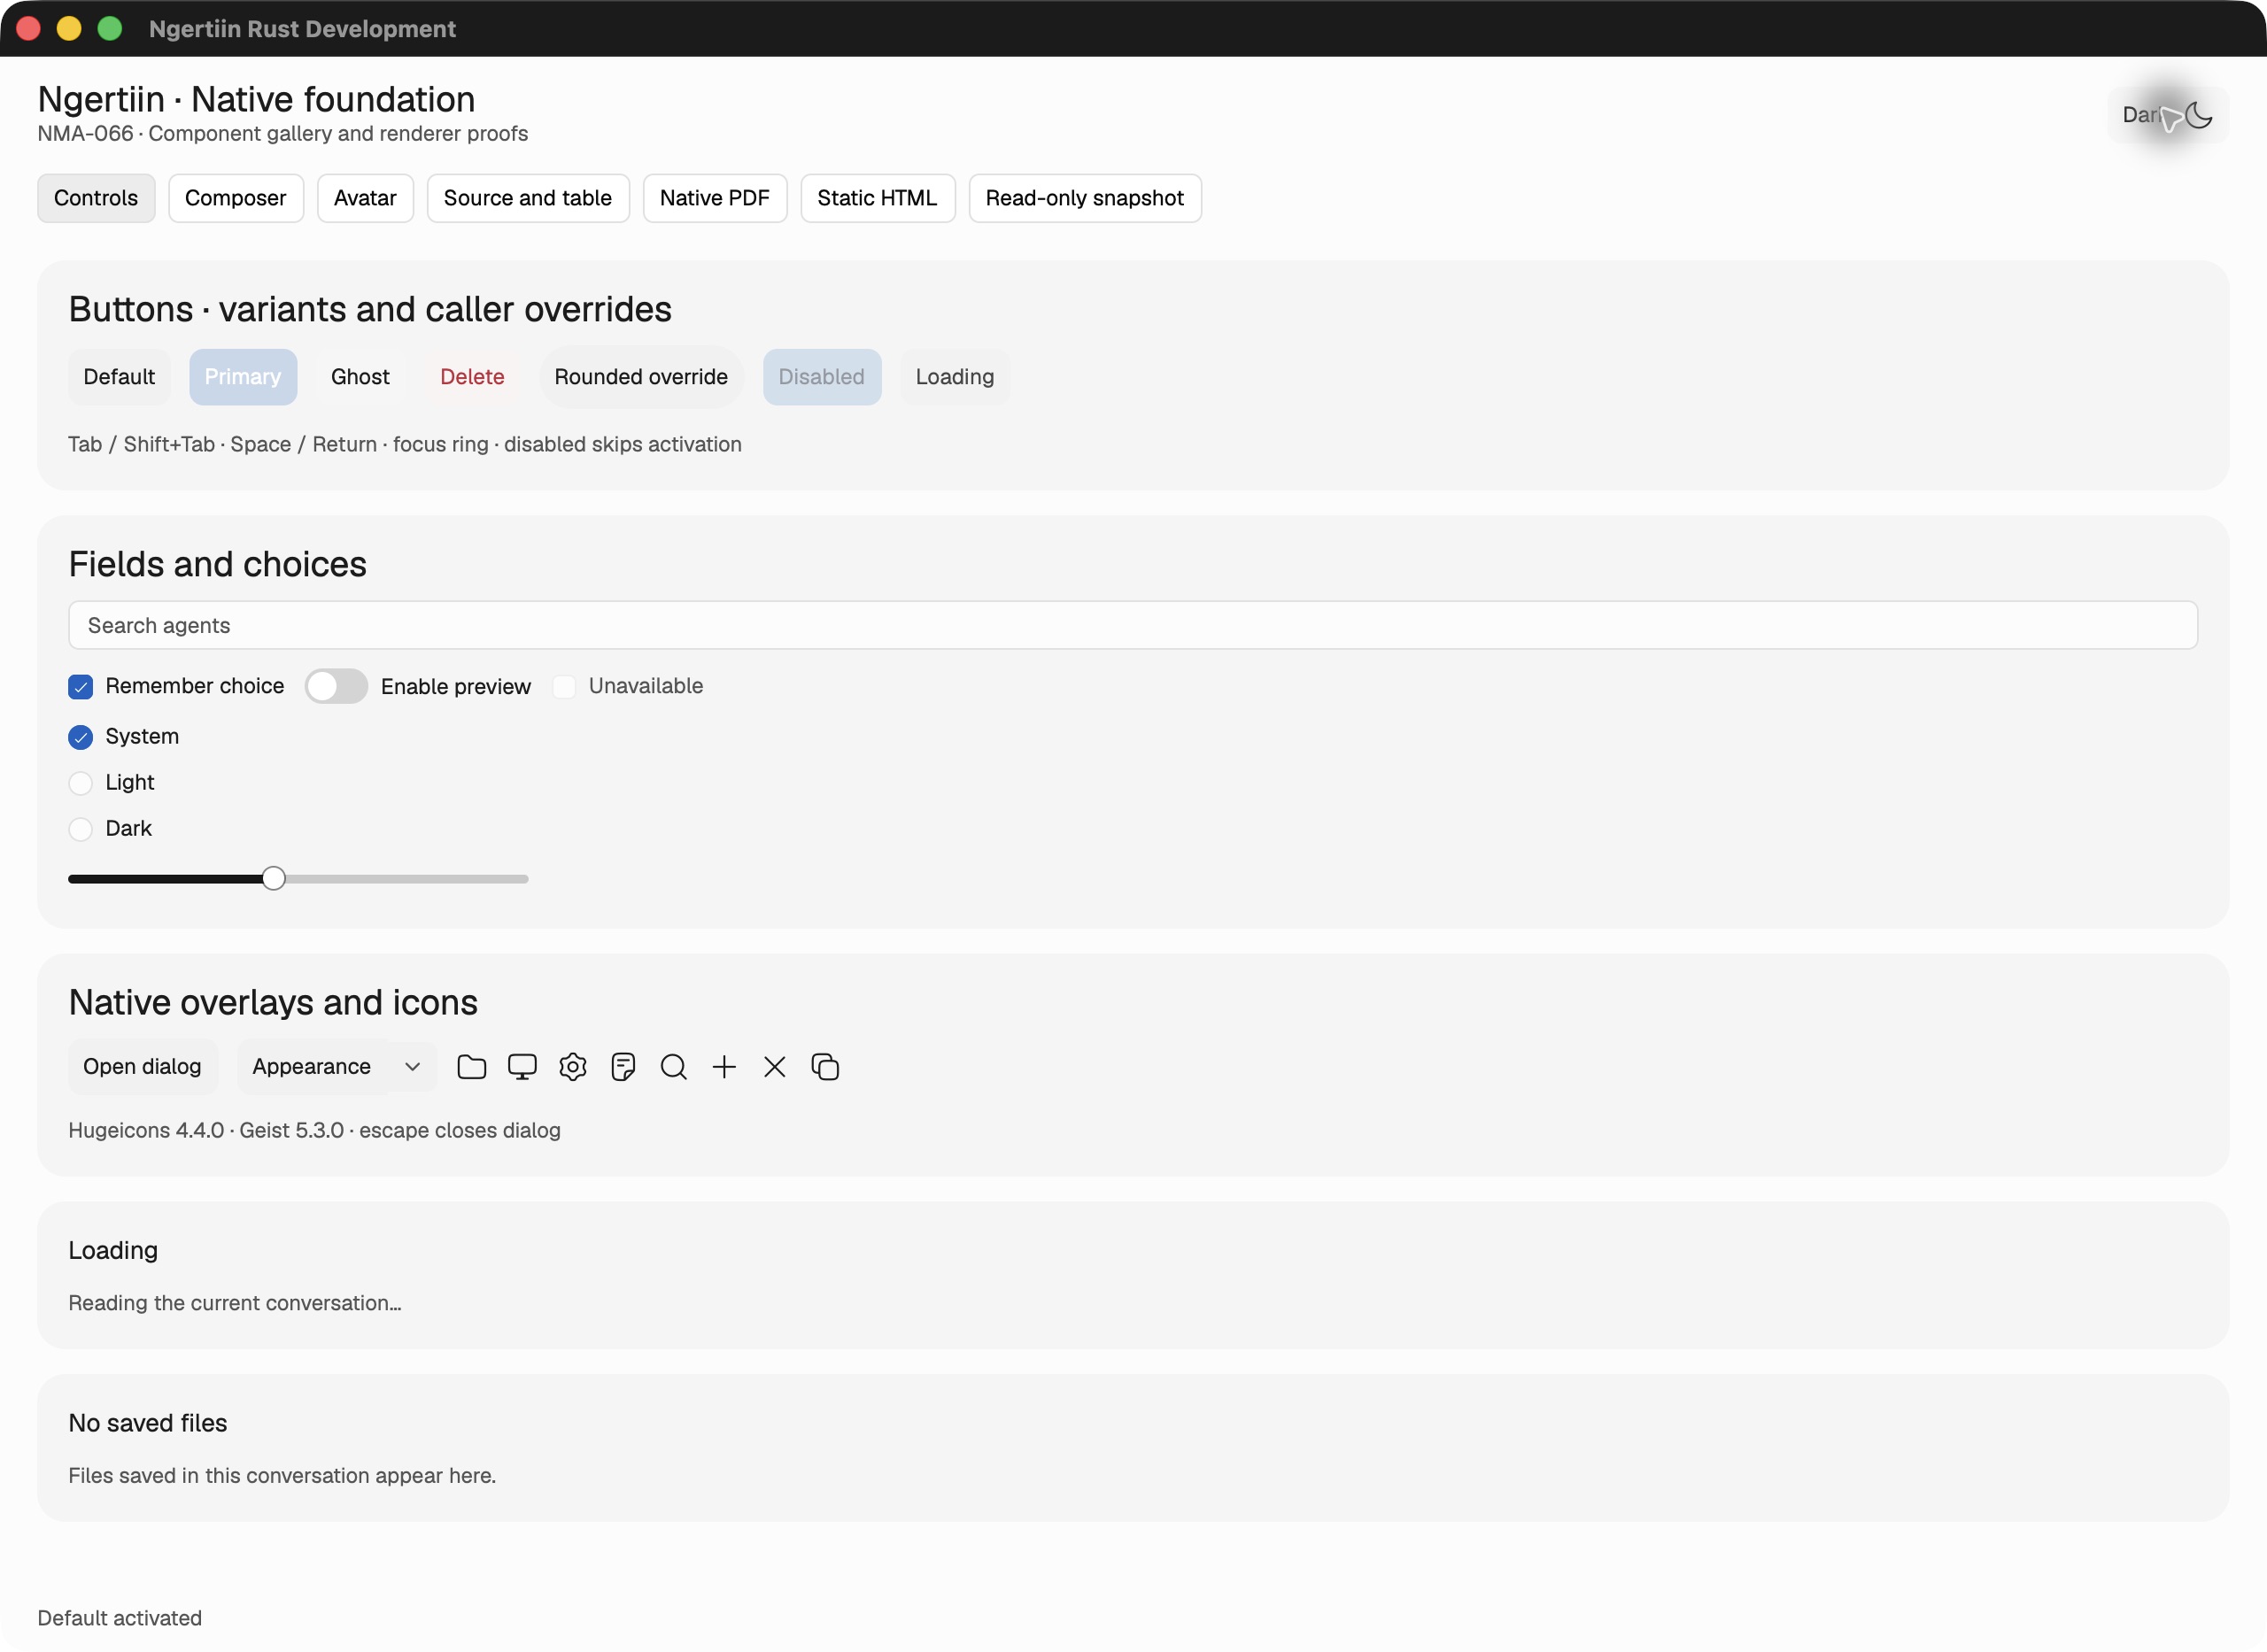 Ngertiin Rust Development
Ngertiin · Native foundation
NMA-066 · Component gallery and renderer proofs
Controls
Composer
Avatar
Source and table
Native PDF
Static HTML
Read-only snapshot
Buttons · variants and caller overrides
Default
Primary
Ghost
Delete
Rounded override
Disabled
Loading
Tab / Shift+Tab · Space / Return · focus ring · disabled skips activation
Fields and choices
Search agents
Remember choice
Enable preview
Unavailable
System
Light
Dark
Native overlays and icons
Open dialog
Appearance
Hugeicons 4.4.0 · Geist 5.3.0 · escape closes dialog
Loading
Reading the current conversation…
No saved files
Files saved in this conversation appear here.
Default activated